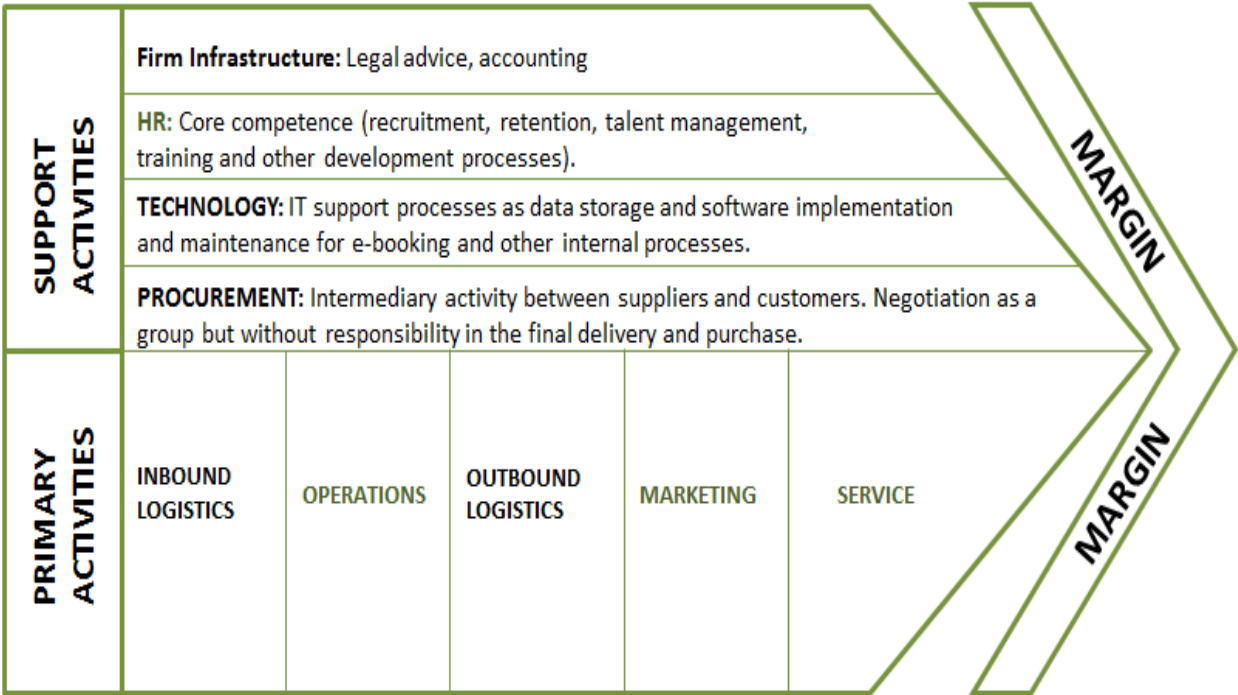 SUPPORT
ACTIVITIES
Firm Infrastructure: Legal advice, accounting
HR: Core competence (recruitment, retention, talent management,
training and other development processes).
TECHNOLOGY: IT support processes as data storage and software implementation
and maintenance for e-booking and other internal processes.
PROCUREMENT: Intermediary activity between suppliers and customers. Negotiation as a
group but without responsibility in the final delivery and purchase.
MARGIN
PRIMARY
ACTIVITIES
INBOUND
LOGISTICS
OPERATIONS
OUTBOUND
LOGISTICS
MARKETING
SERVICE
MARGIN